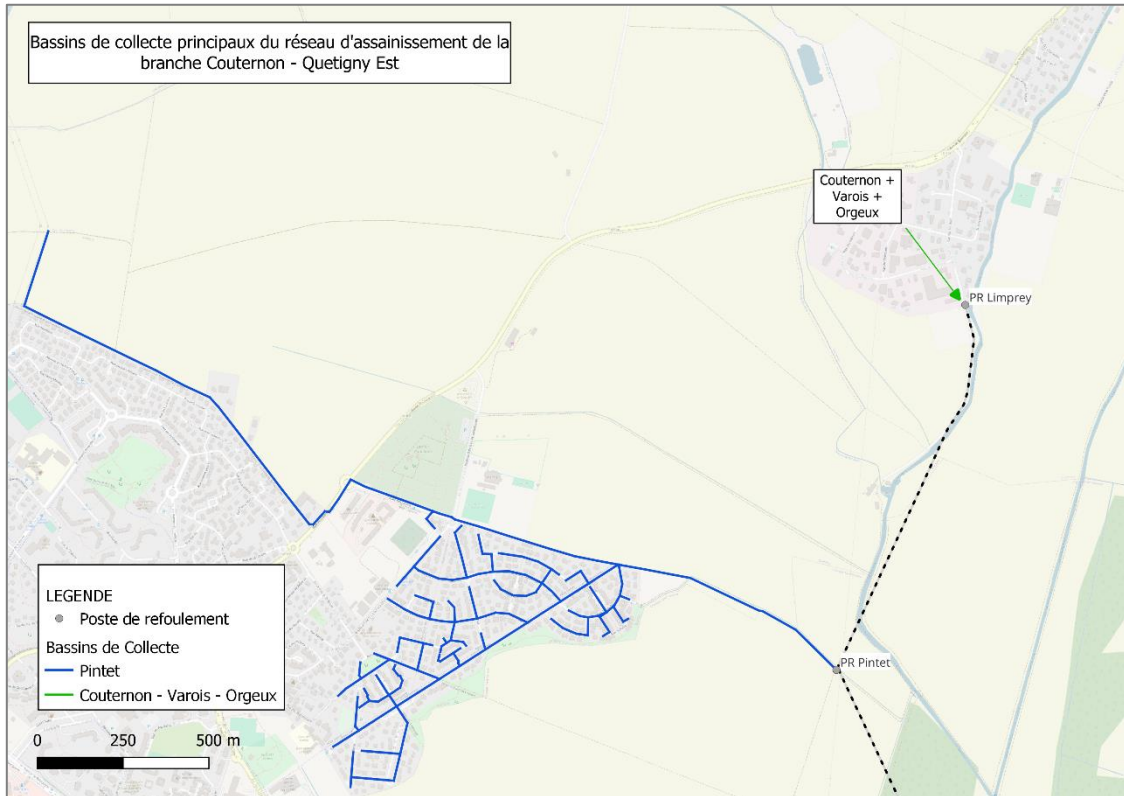 Bassins de collecte principaux du réseau d'assainissement de la
branche Couternon - Quetigny Est
Couternon +
Varois +
Orgeux
PR Limprey
PR Pintet
LEGENDE
Poste de refoulement
Bassins de Collecte
Pintet
Couternon - Varois - Orgeux
0 250 500 m